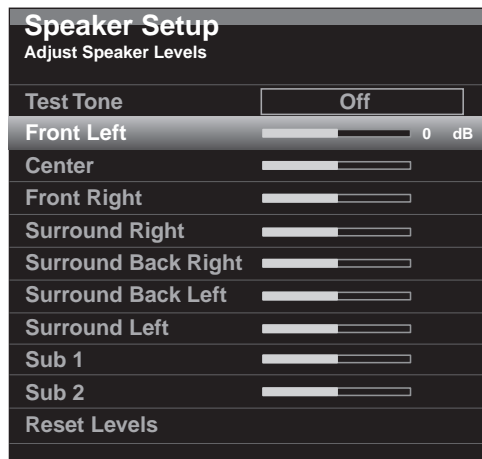 Speaker Setup
Adjust Speaker Levels
Test Tone Off
Front Left 0 dB
Center
Front Right
Surround Right
Surround Back Right
Surround Back Left
Surround Left
Sub 1
Sub 2
Reset Levels